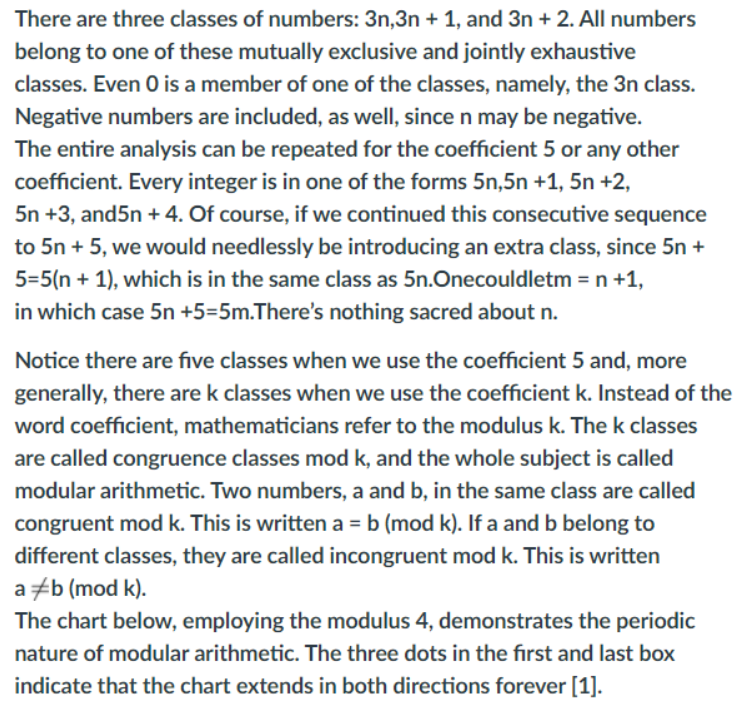 There are three classes of numbers: 3n,3n + 1, and 3n + 2. All numbers
belong to one of these mutually exclusive and jointly exhaustive
classes. Even 0 is a member of one of the classes, namely, the 3n class.
Negative numbers are included, as well, since n may be negative.
The entire analysis can be repeated for the coefficient 5 or any other
coefficient. Every integer is in one of the forms 5n,5n +1, 5n +2,
5n +3, and5n + 4. Of course, if we continued this consecutive sequence
to 5n + 5, we would needlessly be introducing an extra class, since 5n +
5=5(n + 1), which is in the same class as 5n.Onecouldletm = n +1,
in which case 5n +5=5m.There’s nothing sacred about n.
Notice there are five classes when we use the coefficient 5 and, more
generally, there are k classes when we use the coefficient k. Instead of the
word coefficient, mathematicians refer to the modulus k. The k classes
are called congruence classes mod k, and the whole subject is called
modular arithmetic. Two numbers, a and b, in the same class are called
congruent mod k. This is written a = b (mod k). If a and b belong to
different classes, they are called incongruent mod k. This is written
a ≠b (mod k).
The chart below, employing the modulus 4, demonstrates the periodic
nature of modular arithmetic. The three dots in the first and last box
indicate that the chart extends in both directions forever [1].